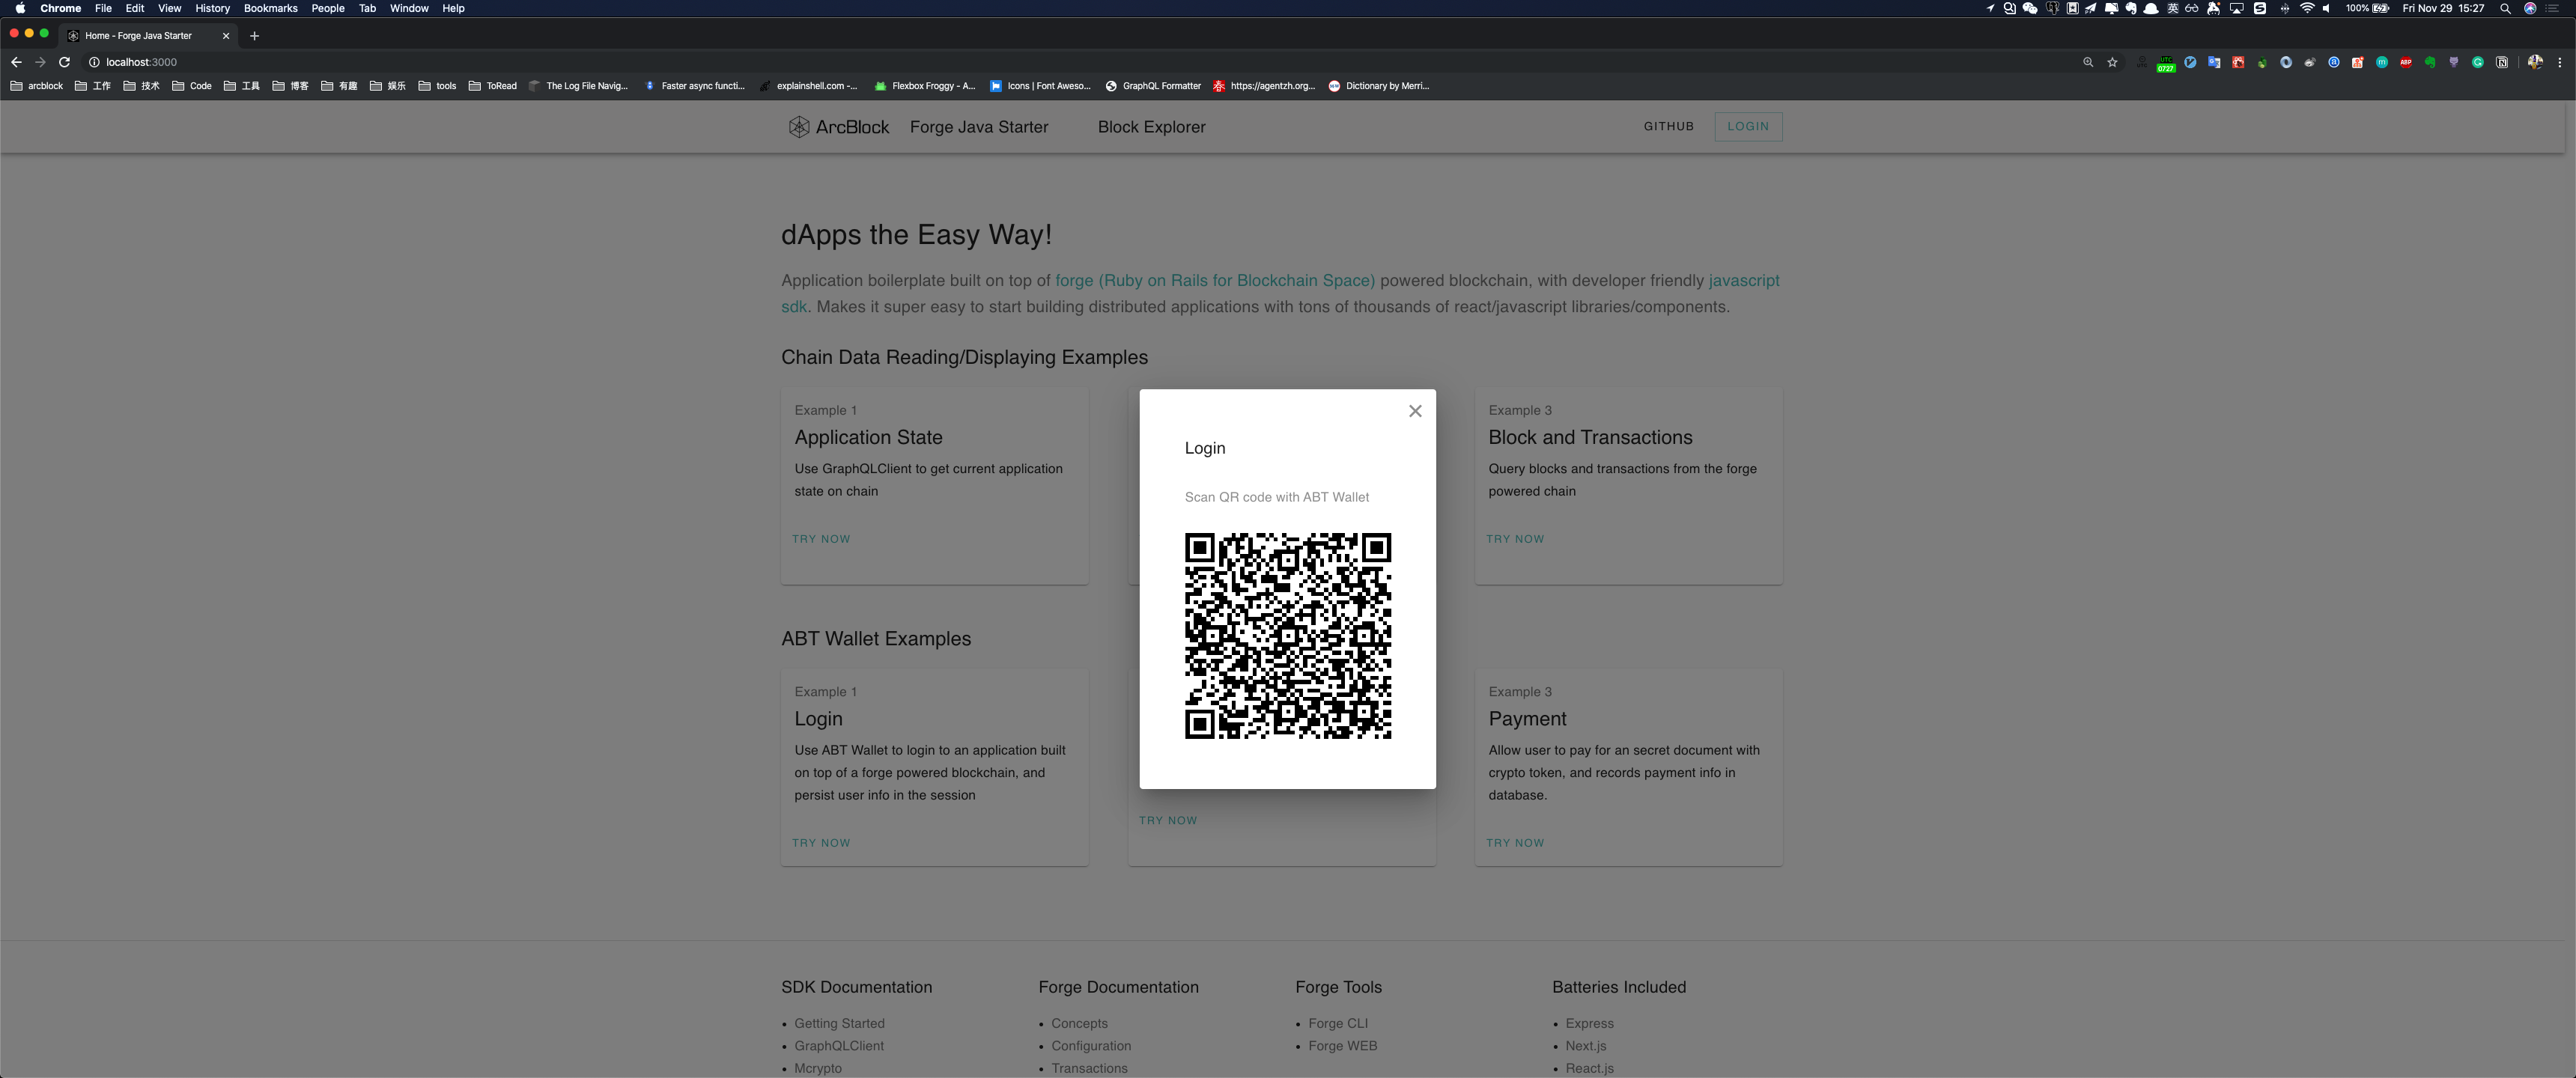 Chrome File Edit View History Bookmarks People Tab Window Help
英 100% Fri Nov 29 15:27
Home - Forge Java Starter
localhost:3000
UTC
0727
ABP
arcblock 工作 技术 Code 工具 博客 有趣 娱乐 tools ToRead The Log File Navig... Faster async functi... explainshell.com -... Flexbox Froggy - A... Icons | Font Aweso... GraphQL Formatter https://agentzh.org... Dictionary by Merri...
ArcBlock Forge Java Starter Block Explorer GITHUB LOGIN
dApps the Easy Way!
Application boilerplate built on top of forge (Ruby on Rails for Blockchain Space) powered blockchain, with developer friendly javascript
sdk. Makes it super easy to start building distributed applications with tons of thousands of react/javascript libraries/components.
Chain Data Reading/Displaying Examples
Example 1
Application State
Use GraphQLClient to get current application
state on chain
TRY NOW
Example 3
Block and Transactions
Query blocks and transactions from the forge
powered chain
TRY NOW
Login
Scan QR code with ABT Wallet
ABT Wallet Examples
Example 1
Login
Use ABT Wallet to login to an application built
on top of a forge powered blockchain, and
persist user info in the session
TRY NOW
TRY NOW
Example 3
Payment
Allow user to pay for an secret document with
crypto token, and records payment info in
database.
TRY NOW
SDK Documentation
Getting Started
GraphQLClient
Mcrypto
Forge Documentation
Concepts
Configuration
Transactions
Forge Tools
Forge CLI
Forge WEB
Batteries Included
Express
Next.js
React.js